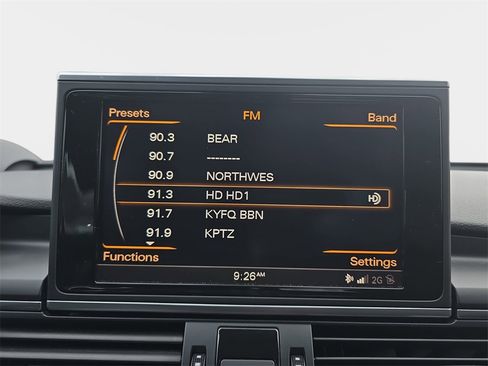 Presets FM Band
90.3 BEAR
90.7 --------
90.9 NORTHWES
91.3 HD HD1 HD
91.7 KYFQ BBN
91.9 KPTZ
Functions Settings
9:26AM 2G